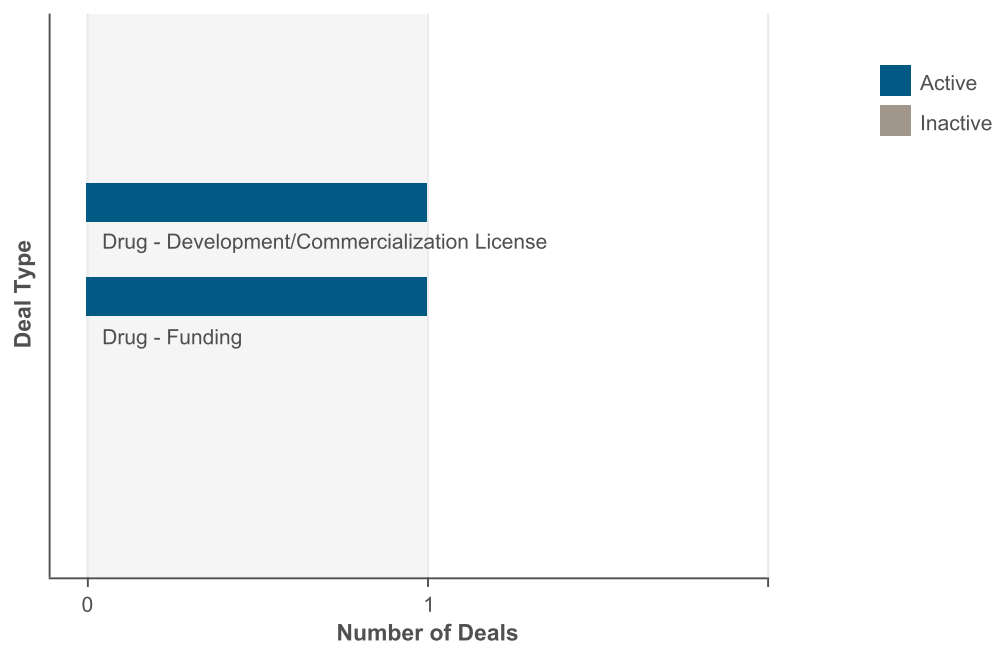 Active
Inactive
Drug - Development/Commercialization License
Drug - Funding
Deal Type
0
1
Number of Deals